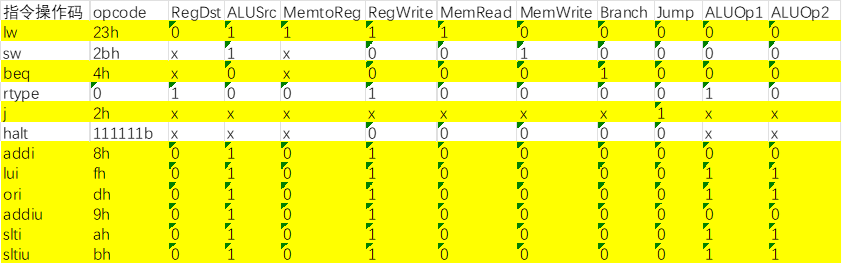 指令操作码 opcode RegDst ALUSrc MemtoReg RegWrite MemRead MemWrite Branch Jump ALUOp1 ALUOp2
lw 23h 0 1 1 1 1 0 0 0 0 0
sw 2bh x 1 x 0 0 1 0 0 0 0
beq 4h x 0 x 0 0 0 1 0 0 0
rtype 0 1 0 0 1 0 0 0 0 1 x
j 2h x x x x x x x 1 x x
halt 111111b x x x 0 0 0 0 0 x x
addi 8h 0 1 0 1 0 0 0 0 0 0
lui fh 0 1 0 1 0 0 0 0 1 1
ori dh 0 1 0 1 0 0 0 0 1 1
addiu 9h 0 1 0 1 0 0 0 0 0 0
slti ah 0 1 0 1 0 0 0 0 1 1
sltiu bh 0 1 0 1 0 0 0 0 1 1